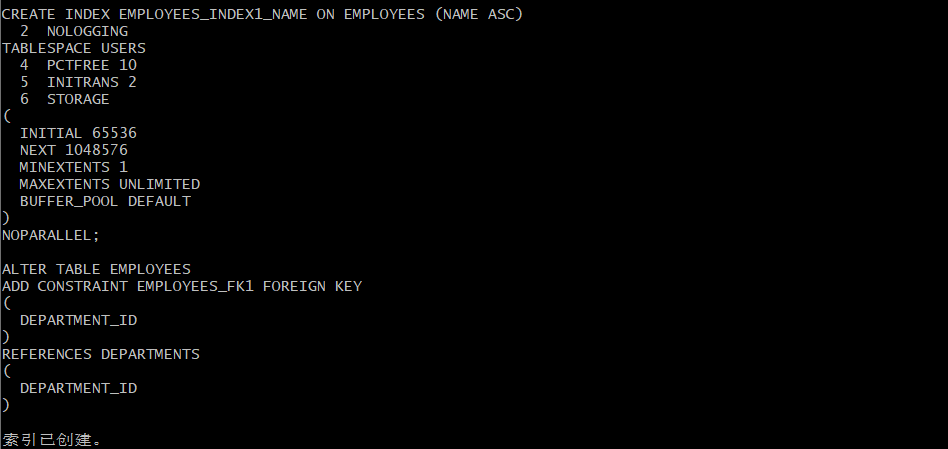 CREATE INDEX EMPLOYEES_INDEX1_NAME ON EMPLOYEES (NAME ASC)
  2  NOLOGGING
TABLESPACE USERS
  4  PCTFREE 10
  5  INITRANS 2
  6  STORAGE
(
  INITIAL 65536
  NEXT 1048576
  MINEXTENTS 1
  MAXEXTENTS UNLIMITED
  BUFFER_POOL DEFAULT
)
NOPARALLEL;

ALTER TABLE EMPLOYEES
ADD CONSTRAINT EMPLOYEES_FK1 FOREIGN KEY
(
  DEPARTMENT_ID
)
REFERENCES DEPARTMENTS
(
  DEPARTMENT_ID
)

索引已创建。